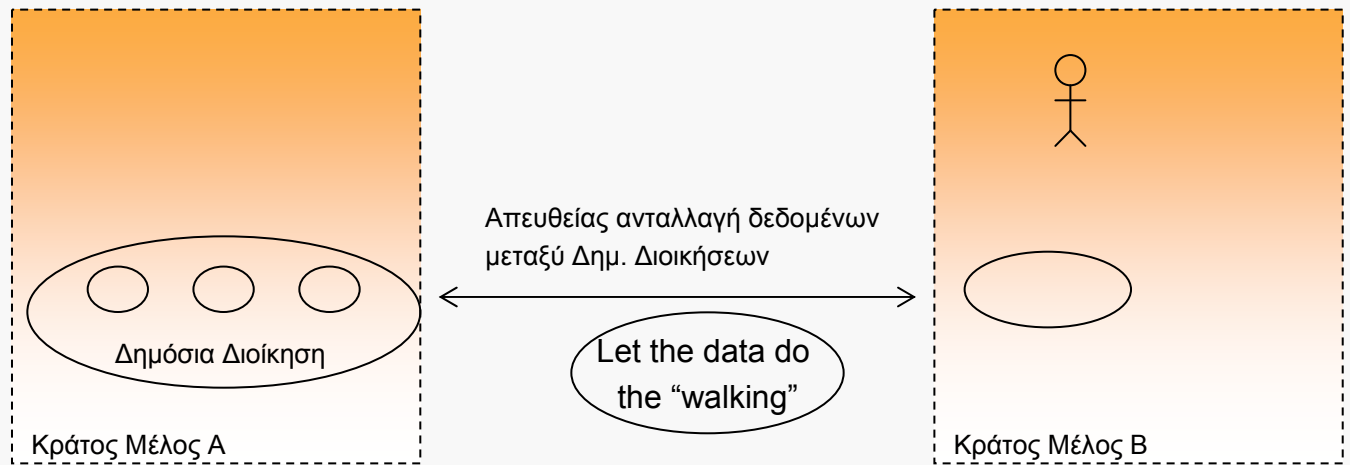 Απευθείας ανταλλαγή δεδομένων
μεταξύ Δημ. Διοικήσεων
Δημόσια Διοίκηση
Let the data do
the “walking”
Κράτος Μέλος Α
Κράτος Μέλος Β